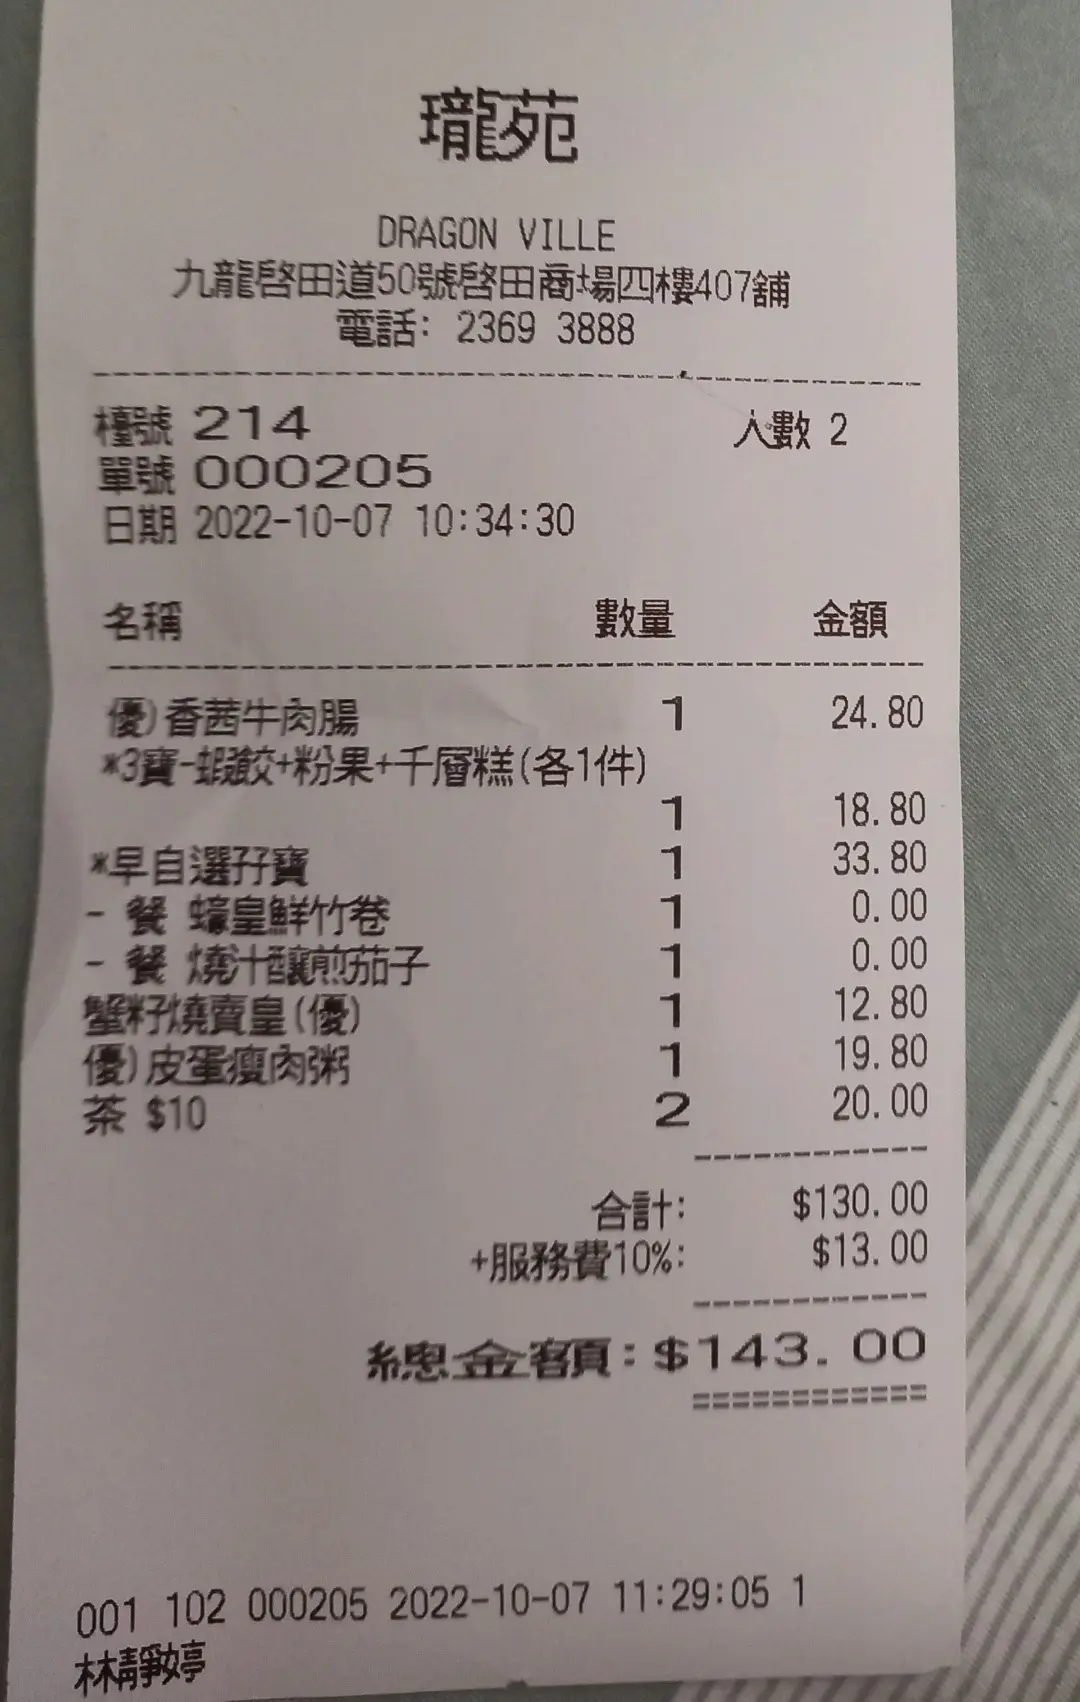 瓏苑
DRAGON VILLE
九龍啓田道50號啓田商場四樓407舖
電話: 2369 3888
檯號 214 人數 2
單號 000205
日期 2022-10-07 10:34:30
名稱 數量 金額
優)香茜牛肉腸 1 24.80
*3寶-蝦餃+粉果+千層糕(各1件)
1 18.80
*早自選孖寶 1 33.80
- 餐 蠔皇鮮竹卷 1 0.00
- 餐 燒汁釀煎茄子 1 0.00
蟹籽燒賣皇(優) 1 12.80
優)皮蛋瘦肉粥 1 19.80
茶 $10 2 20.00
合計: $130.00
+服務費10%: $13.00
總金額:$143.00
001 102 000205 2022-10-07 11:29:05 1
林靜婷